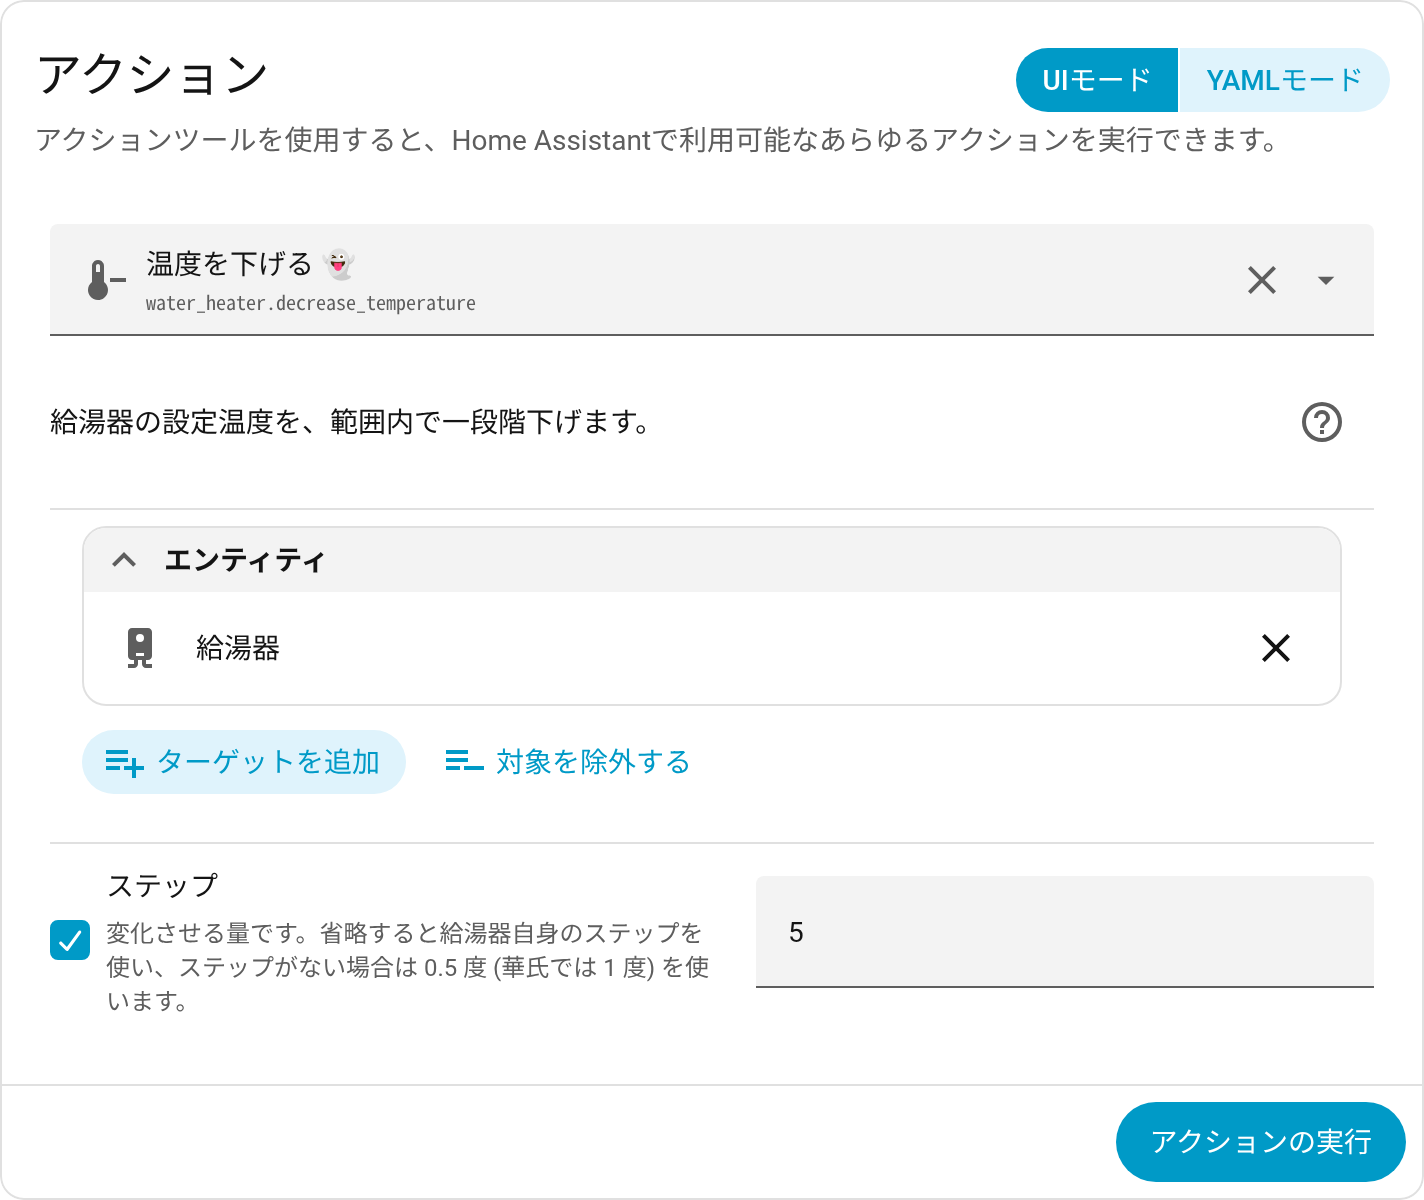 アクション
UIモード
YAMLモード
アクションツールを使用すると、Home Assistantで利用可能なあらゆるアクションを実行できます。
温度を下げる 👻
water_heater.decrease_temperature
給湯器の設定温度を、範囲内で一段階下げます。
エンティティ
給湯器
ターゲットを追加
対象を除外する
ステップ
変化させる量です。省略すると給湯器自身のステップを
使い、ステップがない場合は 0.5 度 (華氏では 1 度) を使
います。
5
アクションの実行